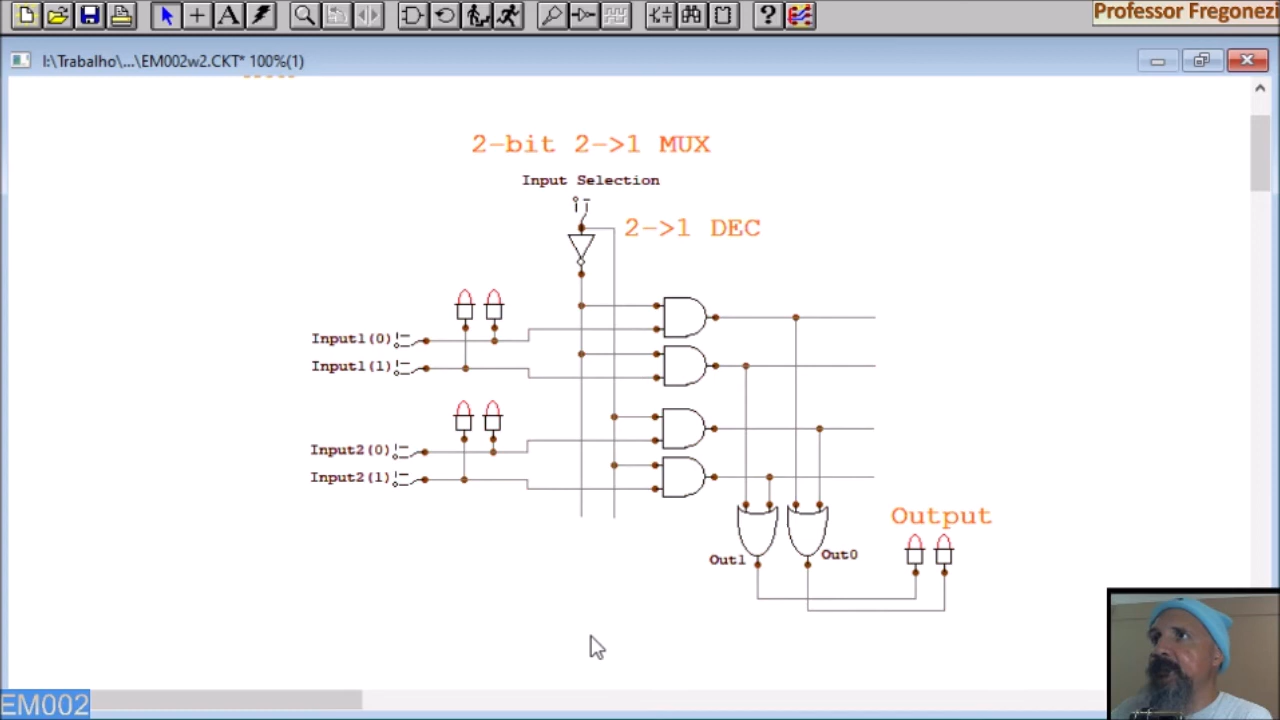 Professor Fregonezi
I:\Trabalho\...\EM002w2.CKT* 100%(1)
2-bit 2->1 MUX
Input Selection
2->1 DEC
Input1(0)
Input1(1)
Input2(0)
Input2(1)
Output
Out1
Out0
EM002